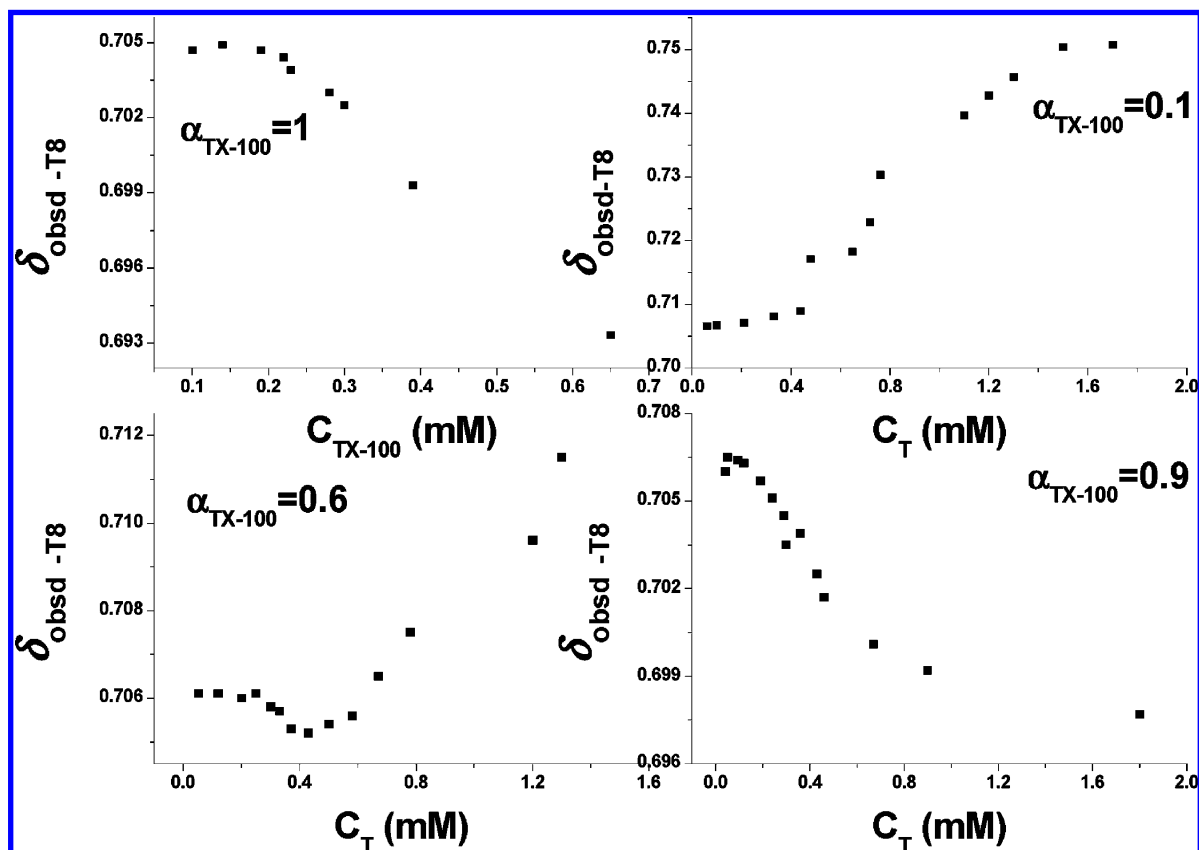 δobsd -T8
0.705
0.702
0.699
0.696
0.693
αTX-100=1
0.1 0.2 0.3 0.4 0.5 0.6 0.7
CTX-100 (mM)
δobsd-T8
0.75
0.74
0.73
0.72
0.71
0.70
αTX-100=0.1
0.0 0.4 0.8 1.2 1.6 2.0
CT (mM)
δobsd -T8
0.712
0.710
0.708
0.706
αTX-100=0.6
0.0 0.4 0.8 1.2 1.6
CT (mM)
δobsd-T8
0.708
0.705
0.702
0.699
0.696
αTX-100=0.9
0.0 0.4 0.8 1.2 1.6 2.0
CT (mM)